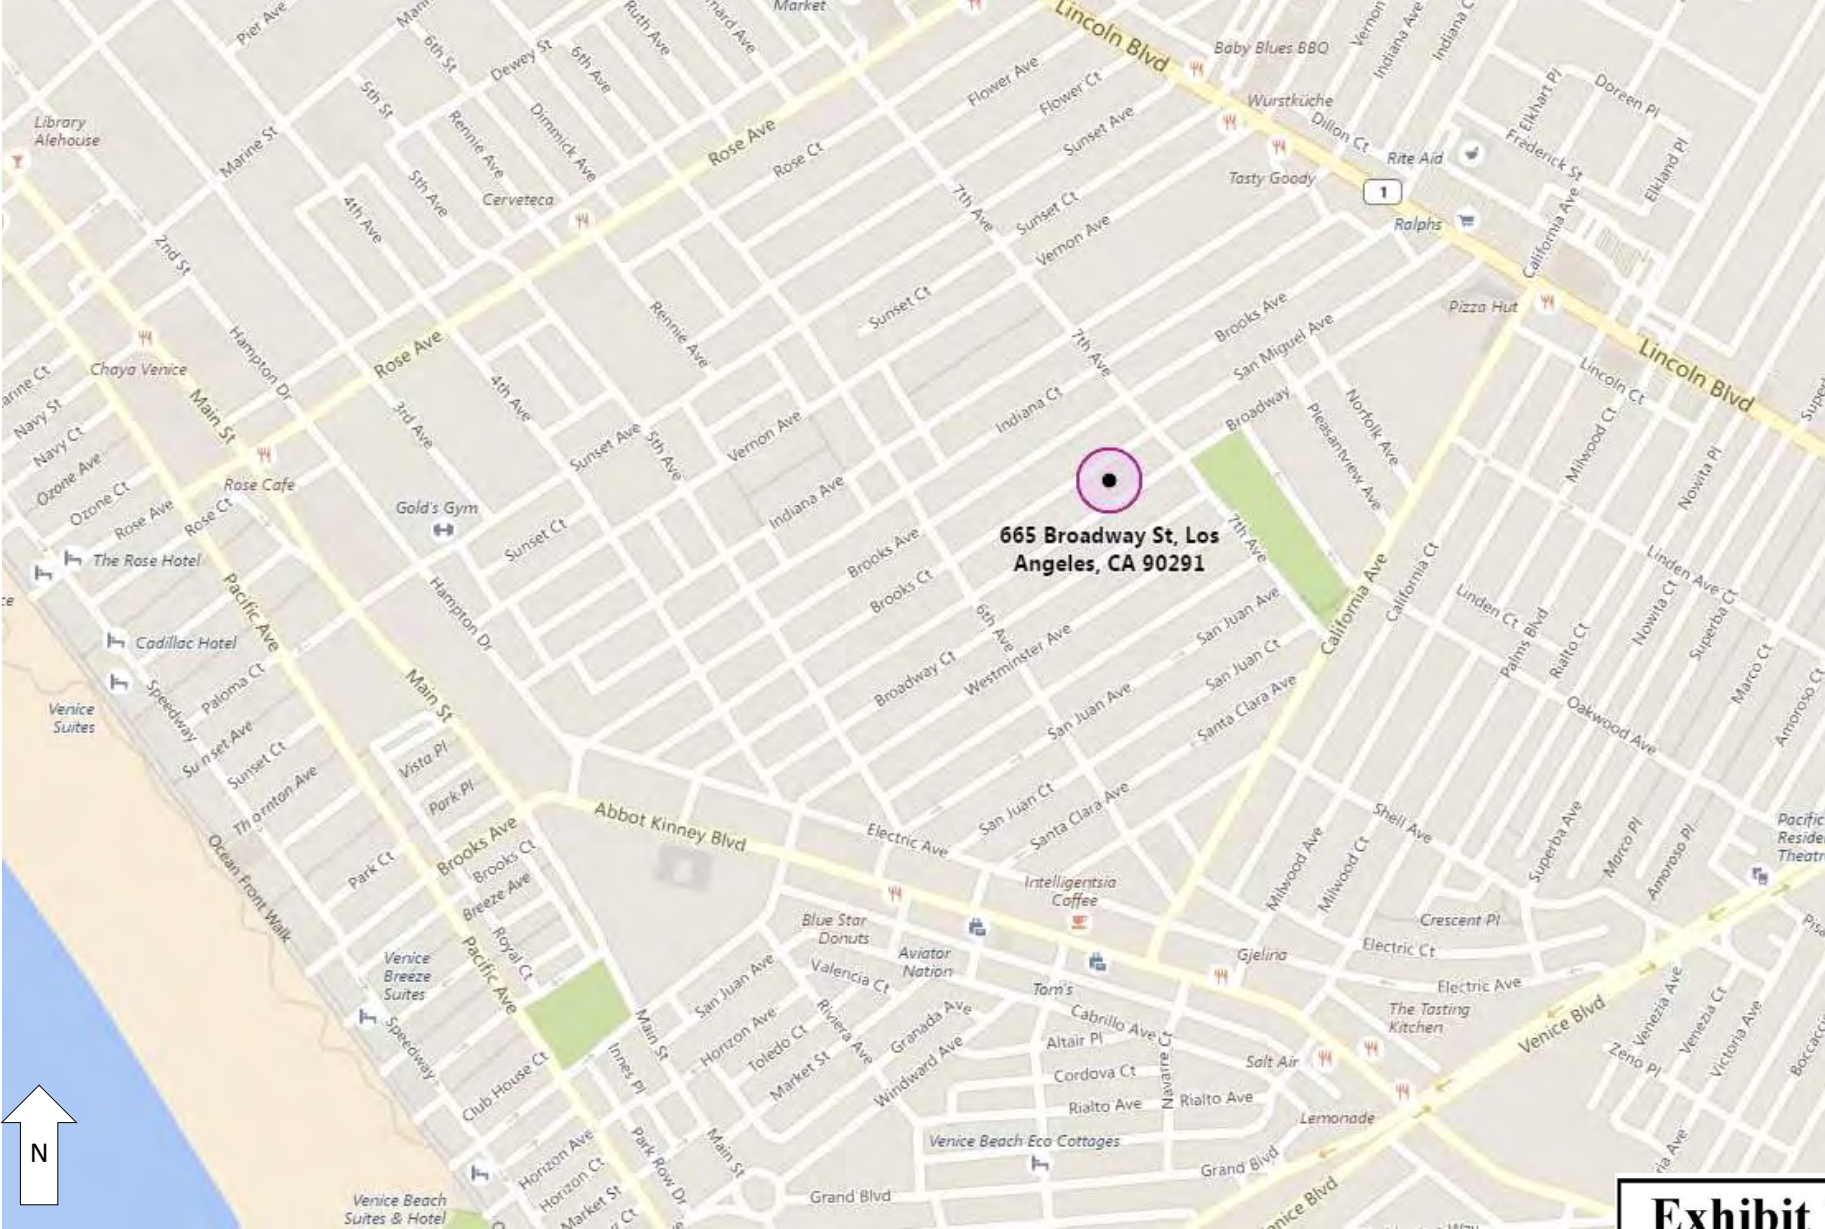 Pier Ave
6th St
Dewey St
6th Ave
Ruth Ave
Market
Lincoln Blvd
Baby Blues BBQ
Vernon
Indiana Ave
Indiana C
Elkhart Pl
Doreen Pl
Library
Alehouse
Marine St
5th St
Rennie Ave
Dimmick Ave
Rose Ave
Rose Ct
Flower Ave
Flower Ct
Sunset Ave
Wurstküche
Dillon Ct
Rite Aid
Frederick St
Elkland Pl
Tasty Goody
1
Ralphs
California Ave
4th Ave
5th Ave
Cerveteca
7th Ave
Sunset Ct
Vernon Ave
2nd St
Sunset Ct
Rennie Ave
Pizza Hut
Lincoln Blvd
Chaya Venice
Hampton Dr
Rose Ave
7th Ave
Brooks Ave
San Miguel Ave
Lincoln Ct
Navy St
Navy Ct
Main St
3rd Ave
4th Ave
Sunset Ave
5th Ave
Vernon Ave
Indiana Ct
Broadway
Pleasantview Ave
Norfolk Ave
Milwood Ct
Nowita Pl
Ozone Ave
Ozone Ct
Rose Ave
Rose Ct
Rose Cafe
Gold's Gym
Sunset Ct
Indiana Ave
665 Broadway St, Los
Angeles, CA 90291
7th Ave
The Rose Hotel
Pacific Ave
Hampton Dr
Brooks Ave
Brooks Ct
6th Ave
San Juan Ave
California Ave
California Ct
Linden Ct
Linden Ave
Nowita Ct
Superba Ct
Palms Blvd
Rialto Ct
Marco Ct
Amoroso Ct
Cadillac Hotel
Speedway
Paloma Ct
Main St
Broadway Ct
Westminster Ave
San Juan Ave
San Juan Ct
Santa Clara Ave
Oakwood Ave
Venice
Suites
Sunset Ave
Sunset Ct
Thornton Ave
Vista Pl
Park Pl
Abbot Kinney Blvd
Electric Ave
San Juan Ct
Santa Clara Ave
Shell Ave
Milwood Ave
Milwood Ct
Superba Ave
Marco Pl
Amoroso Pl
Pacific
Reside
Theatr
Ocean Front Walk
Park Ct
Brooks Ave
Brooks Ct
Breeze Ave
Royal Ct
Pacific Ave
Intelligentsia
Coffee
Blue Star
Donuts
Aviator
Nation
Tom's
Gjelina
Crescent Pl
Electric Ct
Electric Ave
Venice
Breeze
Suites
Speedway
San Juan Ave
Valencia Ct
Riviera Ave
Main St
Horizon Ave
Toledo Ct
Market St
Granada Ave
Windward Ave
Cabrillo Ave
Altair Pl
Cordova Ct
Rialto Ave
Navarre Ct
Rialto Ave
Salt Air
The Tasting
Kitchen
Lemonade
Venice Blvd
Venezia Ave
Venezia Ct
Victoria Ave
Zeno Pl
Club House Ct
Innes Pl
Park Row Dr
Main St
Horizon Ave
Horizon Ct
Market St
Venice Beach Eco Cottages
Grand Blvd
Grand Blvd
Venice Beach
Suites & Hotel
N
Exhibit